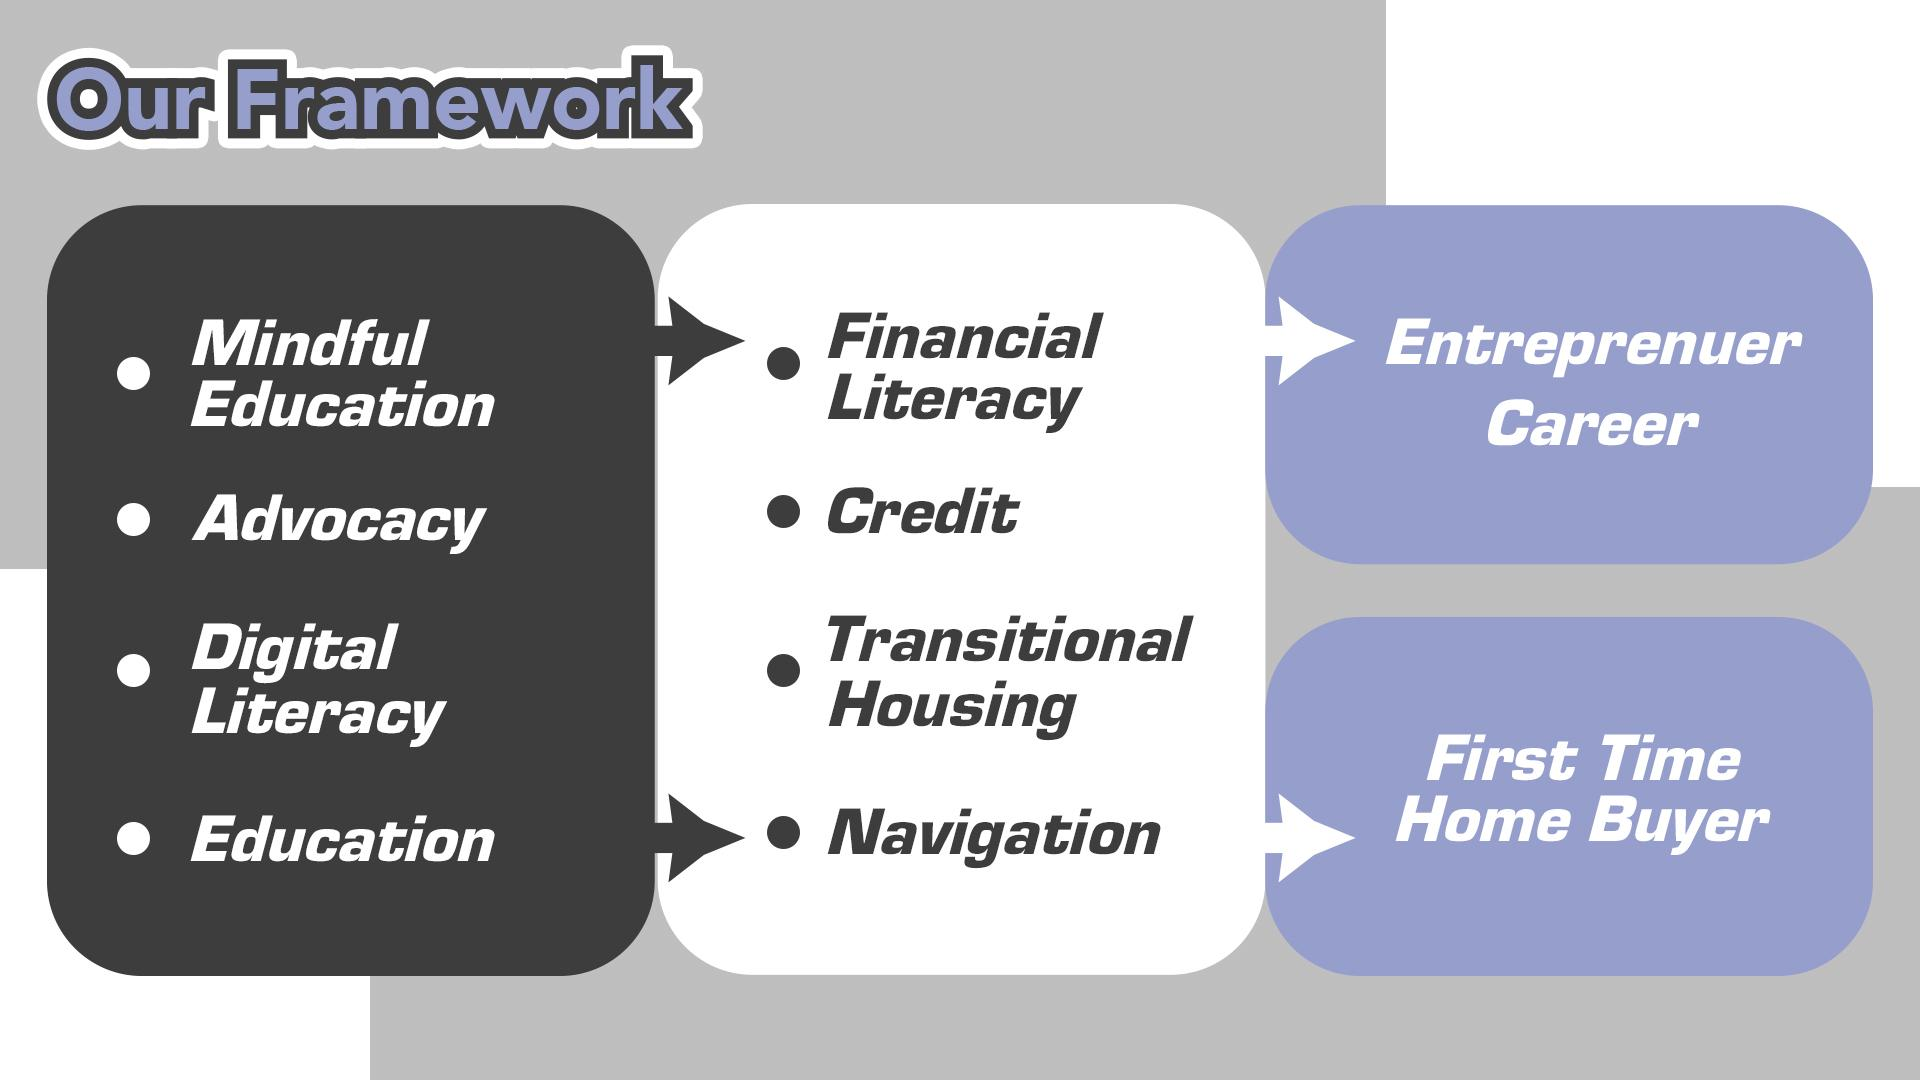 Our Framework
Mindful
Education
Advocacy
Digital
Literacy
Education
Financial
Literacy
Credit
Transitional
Housing
Navigation
Entreprenuer
Career
First Time
Home Buyer